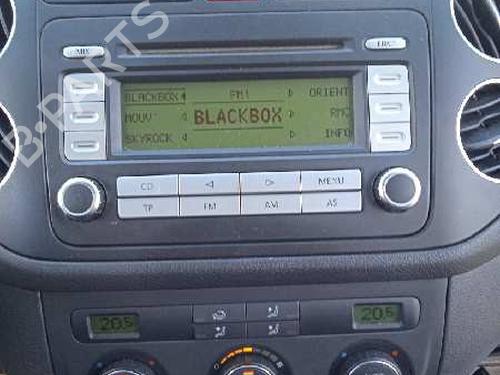 MIX
EXIT
BLACKBOX FM1 ORIENT
MOUV' BLACKBOX RMC
SKYROCK INFO
CD MENU
TP FM AM AS
20.5 20.5
B-PARTS